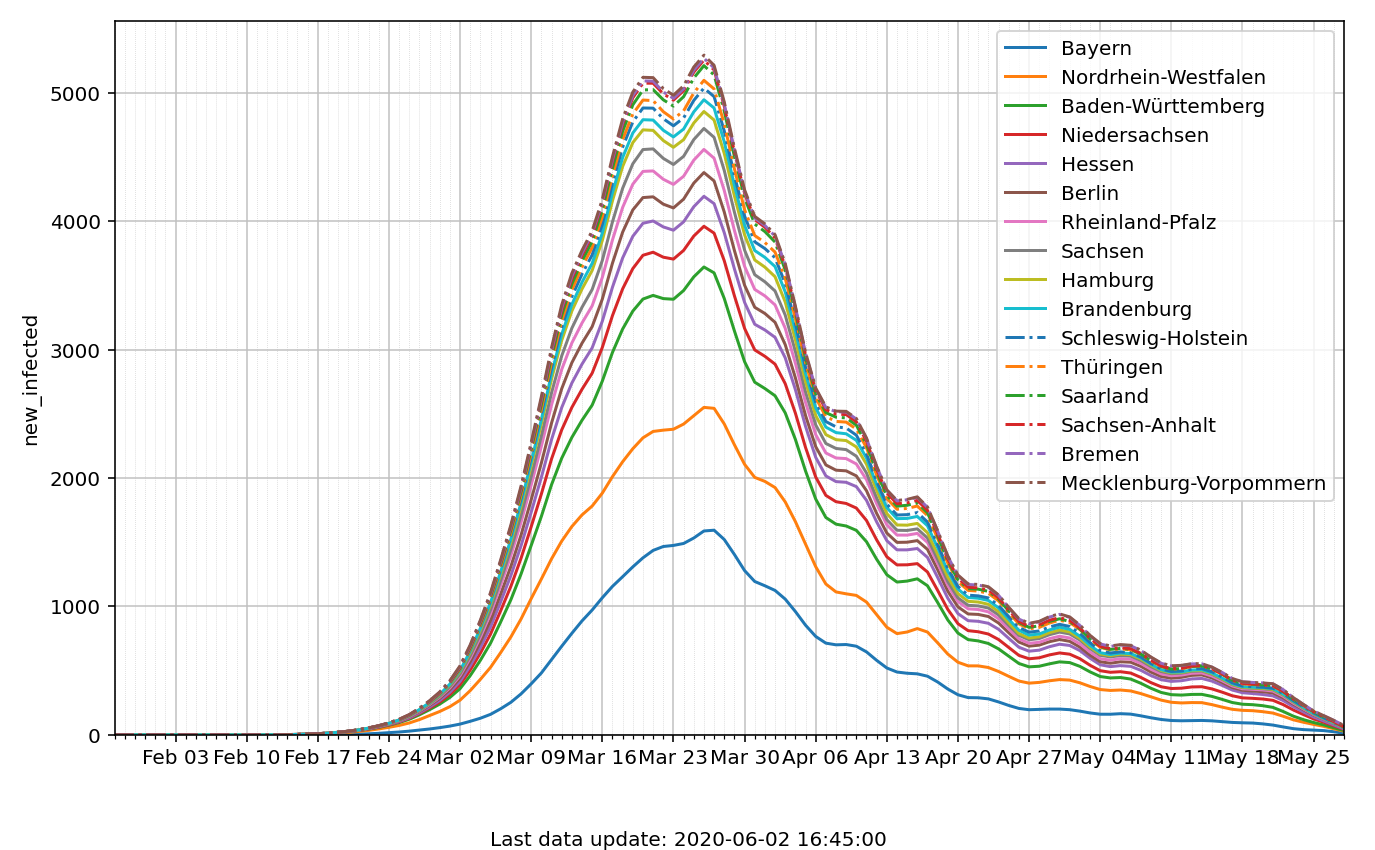 5000
4000
3000
2000
1000
0
new_infected
Bayern
Nordrhein-Westfalen
Baden-Württemberg
Niedersachsen
Hessen
Berlin
Rheinland-Pfalz
Sachsen
Hamburg
Brandenburg
Schleswig-Holstein
Thüringen
Saarland
Sachsen-Anhalt
Bremen
Mecklenburg-Vorpommern
Feb 03 Feb 10 Feb 17 Feb 24 Mar 02 Mar 09 Mar 16 Mar 23 Mar 30 Apr 06 Apr 13 Apr 20 Apr 27 May 04 May 11 May 18 May 25
Last data update: 2020-06-02 16:45:00